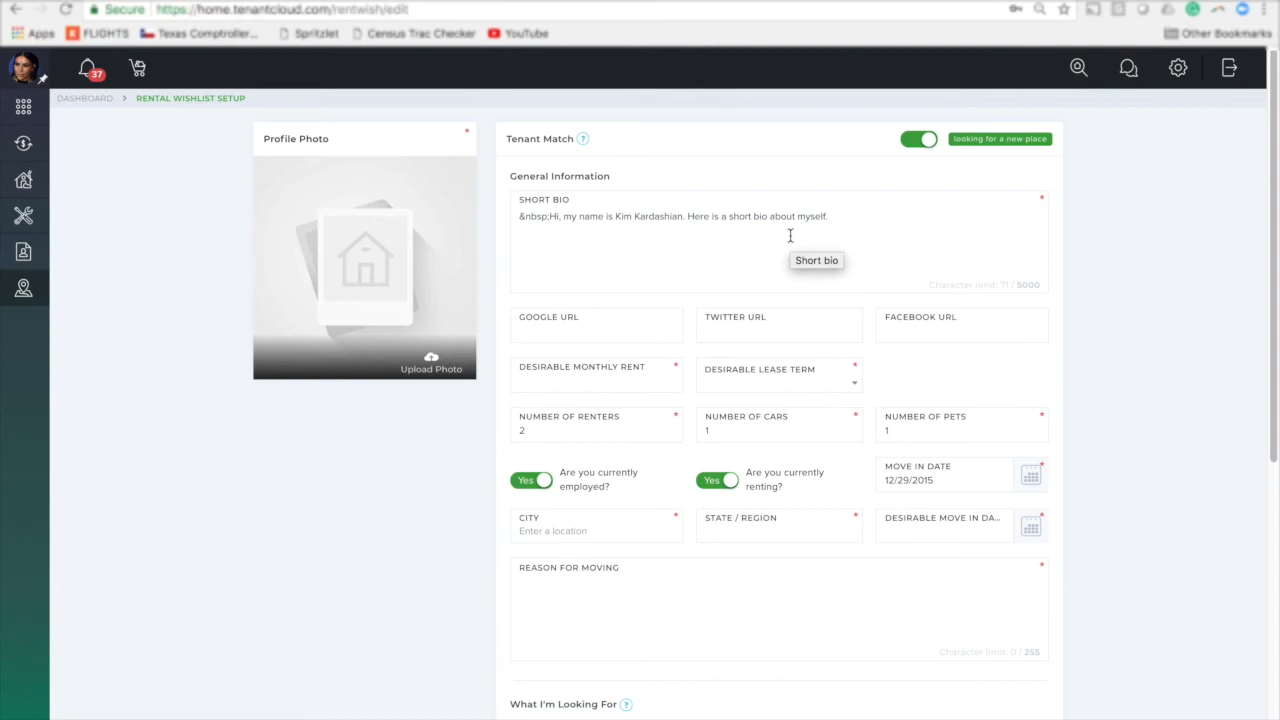 Secure https://home.tenantcloud.com/rentwish/edit
Apps FLIGHTS Texas Comptroller... Spritzlet Census Trac Checker YouTube Other Bookmarks
37
DASHBOARD > RENTAL WISHLIST SETUP
Profile Photo *
Upload Photo
Tenant Match ? looking for a new place
General Information
SHORT BIO *
&nbsp;Hi, my name is Kim Kardashian. Here is a short bio about myself.
Short bio
Character limit: 71 / 5000
GOOGLE URL TWITTER URL FACEBOOK URL
DESIRABLE MONTHLY RENT * DESIRABLE LEASE TERM *
NUMBER OF RENTERS * NUMBER OF CARS * NUMBER OF PETS *
2 1 1
Yes Are you currently employed? Yes Are you currently renting?
MOVE IN DATE *
12/29/2015
CITY * STATE / REGION * DESIRABLE MOVE IN DA... *
Enter a location
REASON FOR MOVING *
Character limit: 0 / 255
What I'm Looking For ?